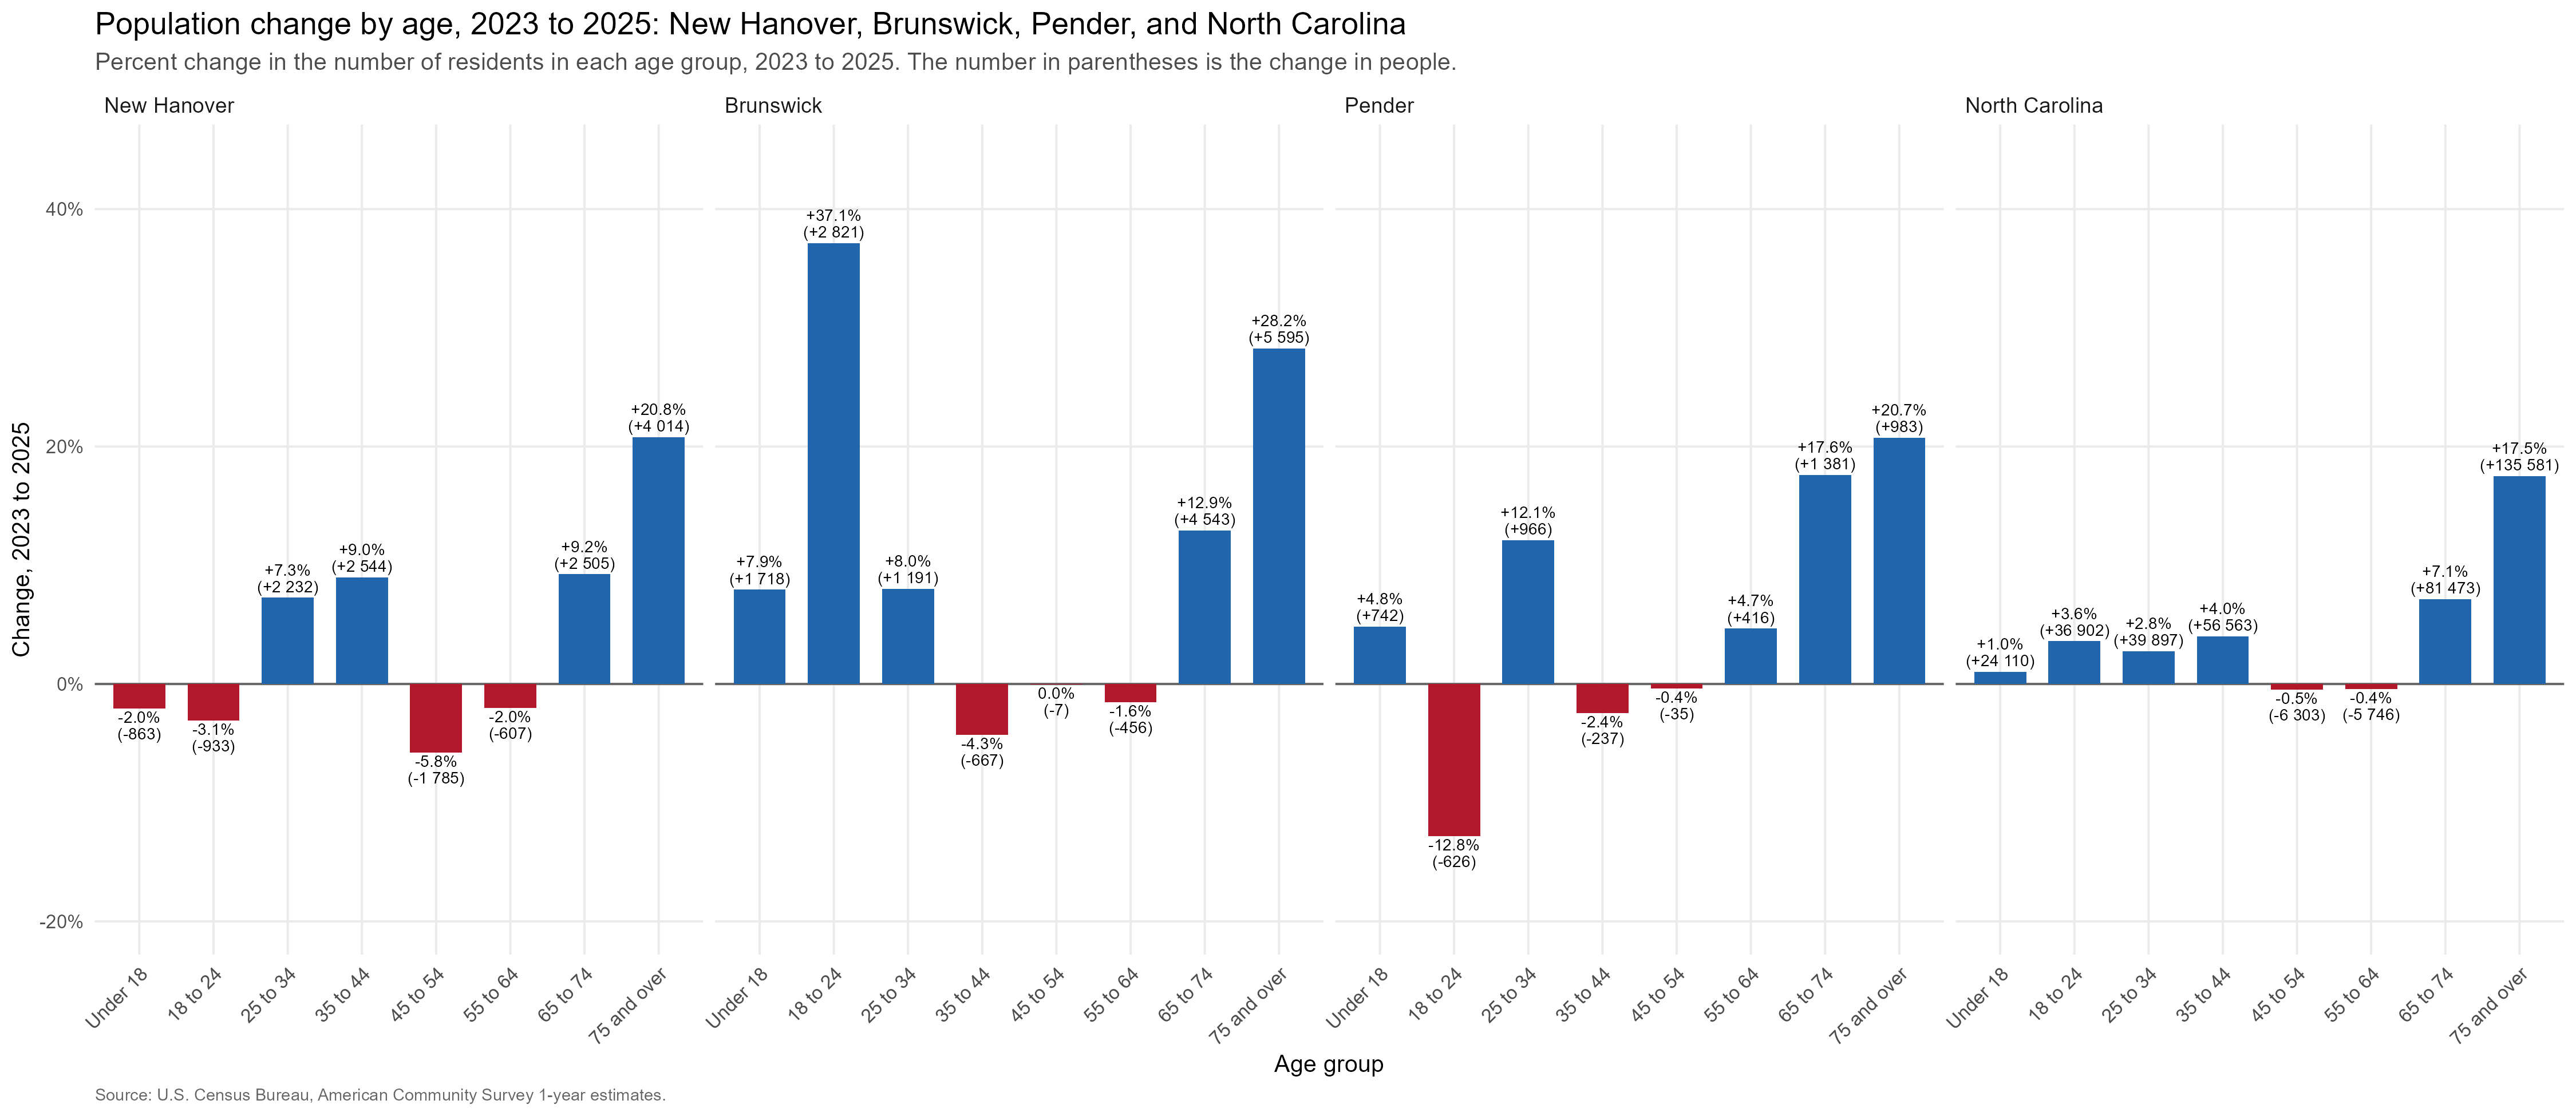 Population change by age, 2023 to 2025: New Hanover, Brunswick, Pender, and North Carolina
Percent change in the number of residents in each age group, 2023 to 2025. The number in parentheses is the change in people.
New Hanover
Brunswick
Pender
North Carolina
Change, 2023 to 2025
40%
20%
0%
-20%
-2.0%
(-863)
-3.1%
(-933)
+7.3%
(+2 232)
+9.0%
(+2 544)
-5.8%
(-1 785)
-2.0%
(-607)
+9.2%
(+2 505)
+20.8%
(+4 014)
+7.9%
(+1 718)
+37.1%
(+2 821)
+8.0%
(+1 191)
-4.3%
(-667)
0.0%
(-7)
-1.6%
(-456)
+12.9%
(+4 543)
+28.2%
(+5 595)
+4.8%
(+742)
-12.8%
(-626)
+12.1%
(+966)
-2.4%
(-237)
-0.4%
(-35)
+4.7%
(+416)
+17.6%
(+1 381)
+20.7%
(+983)
+1.0%
(+24 110)
+3.6%
(+36 902)
+2.8%
(+39 897)
+4.0%
(+56 563)
-0.5%
(-6 303)
-0.4%
(-5 746)
+7.1%
(+81 473)
+17.5%
(+135 581)
Under 18
18 to 24
25 to 34
35 to 44
45 to 54
55 to 64
65 to 74
75 and over
Under 18
18 to 24
25 to 34
35 to 44
45 to 54
55 to 64
65 to 74
75 and over
Under 18
18 to 24
25 to 34
35 to 44
45 to 54
55 to 64
65 to 74
75 and over
Under 18
18 to 24
25 to 34
35 to 44
45 to 54
55 to 64
65 to 74
75 and over
Age group
Source: U.S. Census Bureau, American Community Survey 1-year estimates.